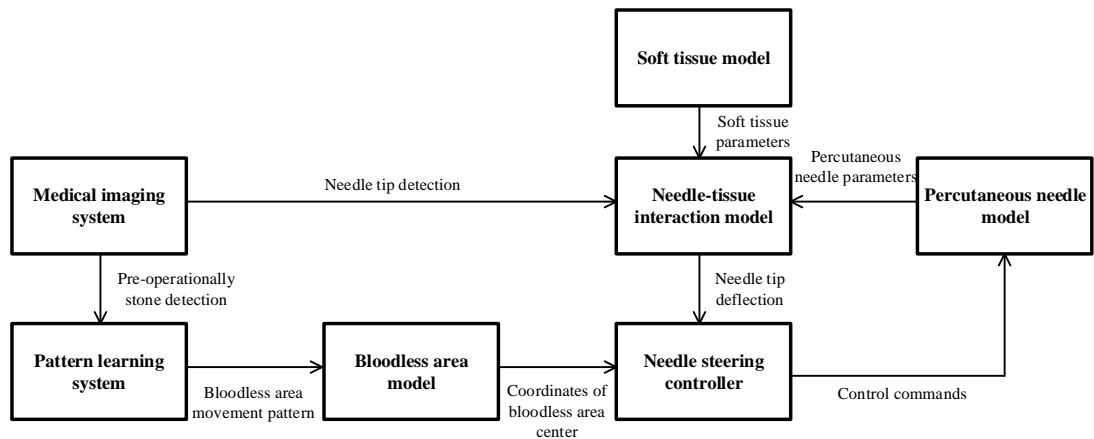 Soft tissue model
Soft tissue
parameters
Percutaneous
needle parameters
Medical imaging
system
Needle tip detection
Needle-tissue
interaction model
Percutaneous needle
model
Pre-operationally
stone detection
Needle tip
deflection
Pattern learning
system
Bloodless area
movement pattern
Bloodless area
model
Coordinates of
bloodless area
center
Needle steering
controller
Control commands